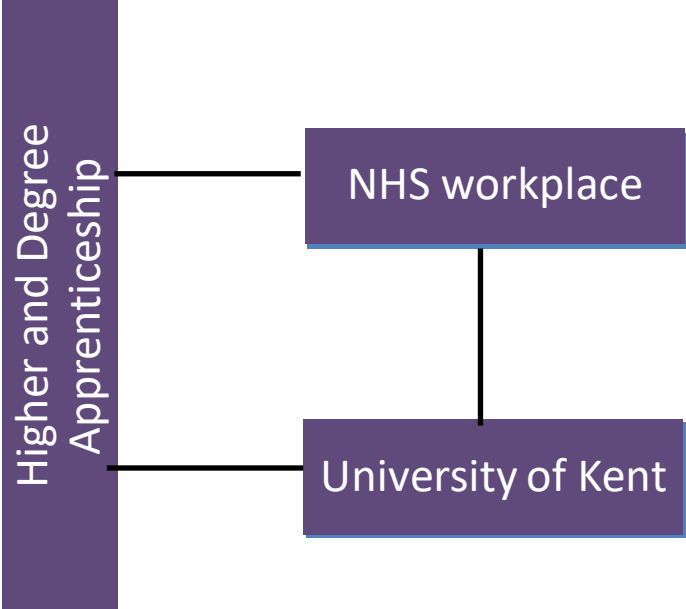 Higher and Degree
Apprenticeship
NHS workplace
University of Kent